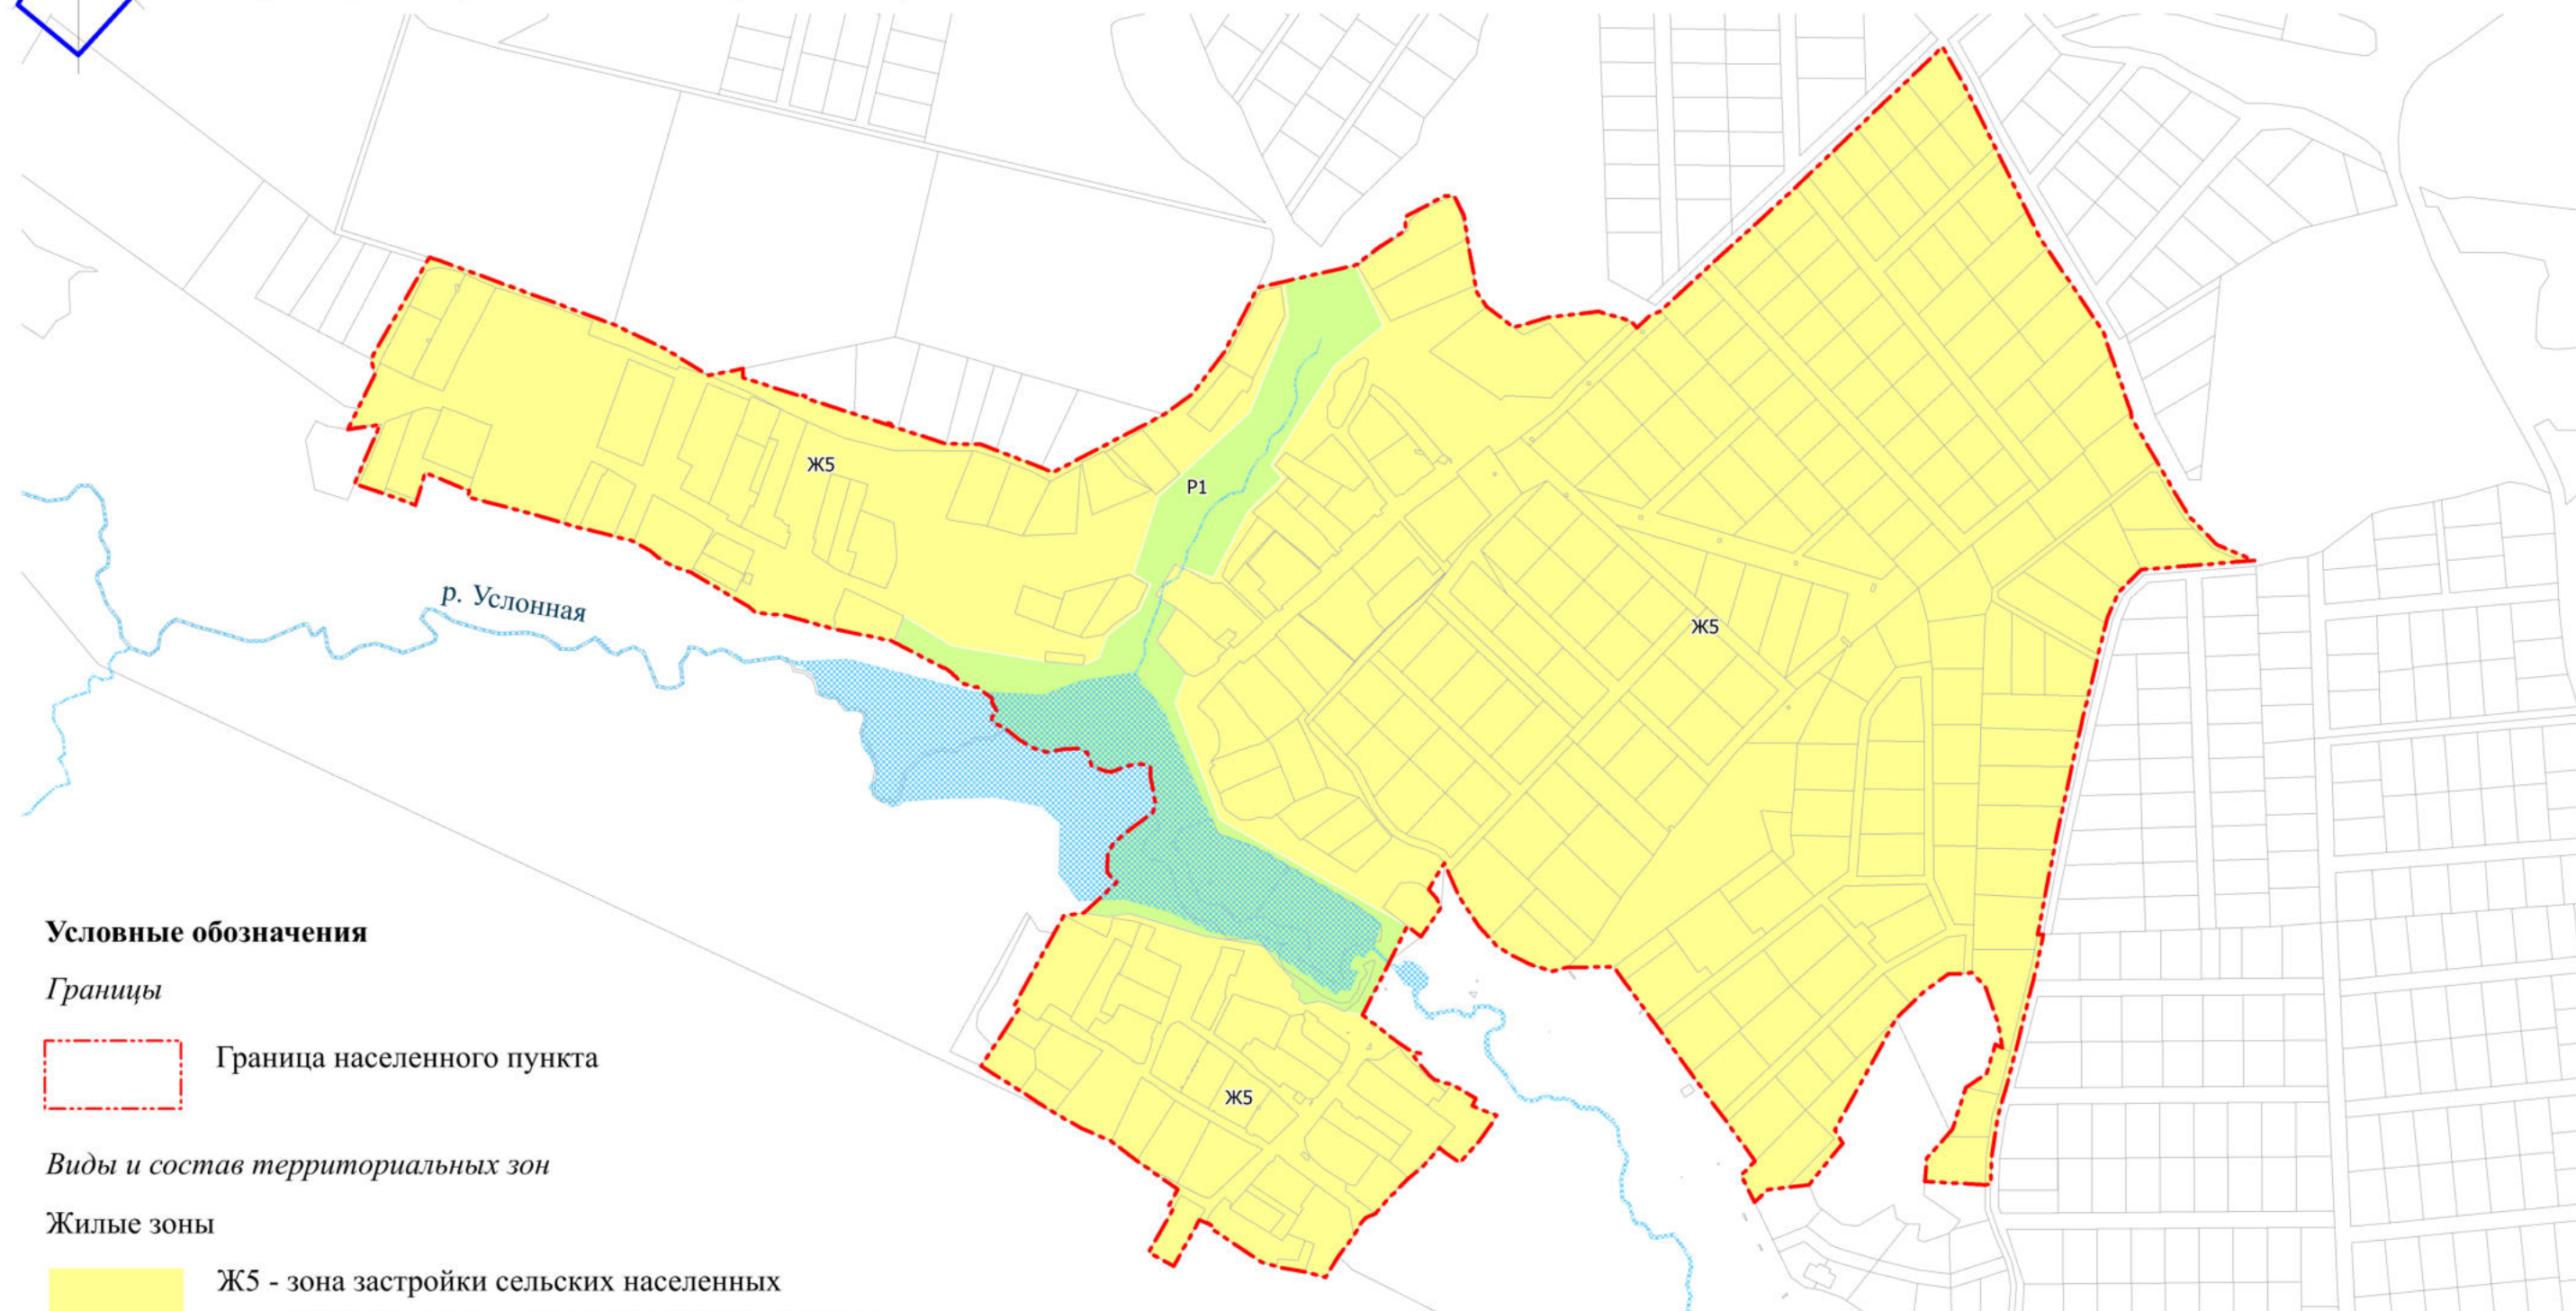 Ж5
Р1
р. Услонная
Ж5
Ж5
Условные обозначения
Границы
Граница населенного пункта
Виды и состав территориальных зон
Жилые зоны
Ж5 - зона застройки сельских населенных